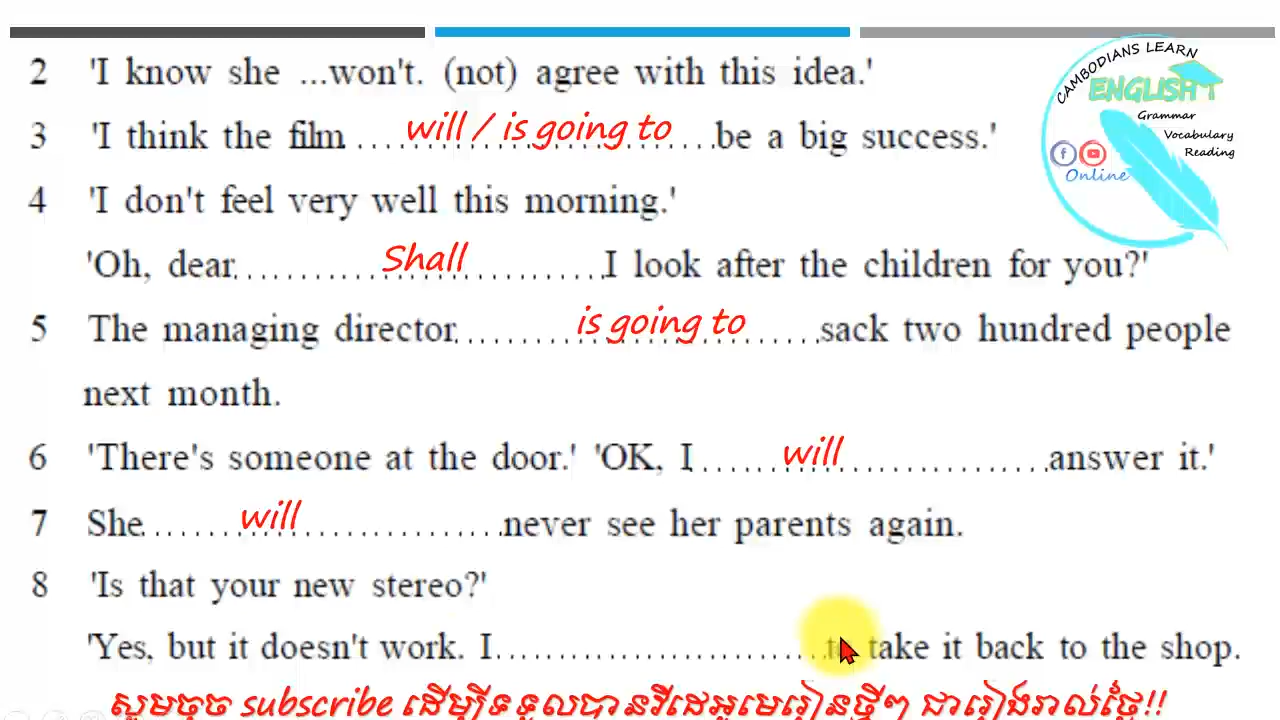 CAMBODIANS LEARN
ENGLISH
Grammar
Vocabulary
Reading
Online
2 'I know she ...won't. (not) agree with this idea.'
3 'I think the film will / is going to be a big success.'
4 'I don't feel very well this morning.'
'Oh, dear Shall I look after the children for you?'
5 The managing director is going to sack two hundred people
next month.
6 'There's someone at the door.' 'OK, I will answer it.'
7 She will never see her parents again.
8 'Is that your new stereo?'
'Yes, but it doesn't work. I to take it back to the shop.
សូមចុច subscribe ដើម្បីទទួលបានវីដេអូមេរៀនថ្មីៗ ជារៀងរាល់ថ្ងៃ!!